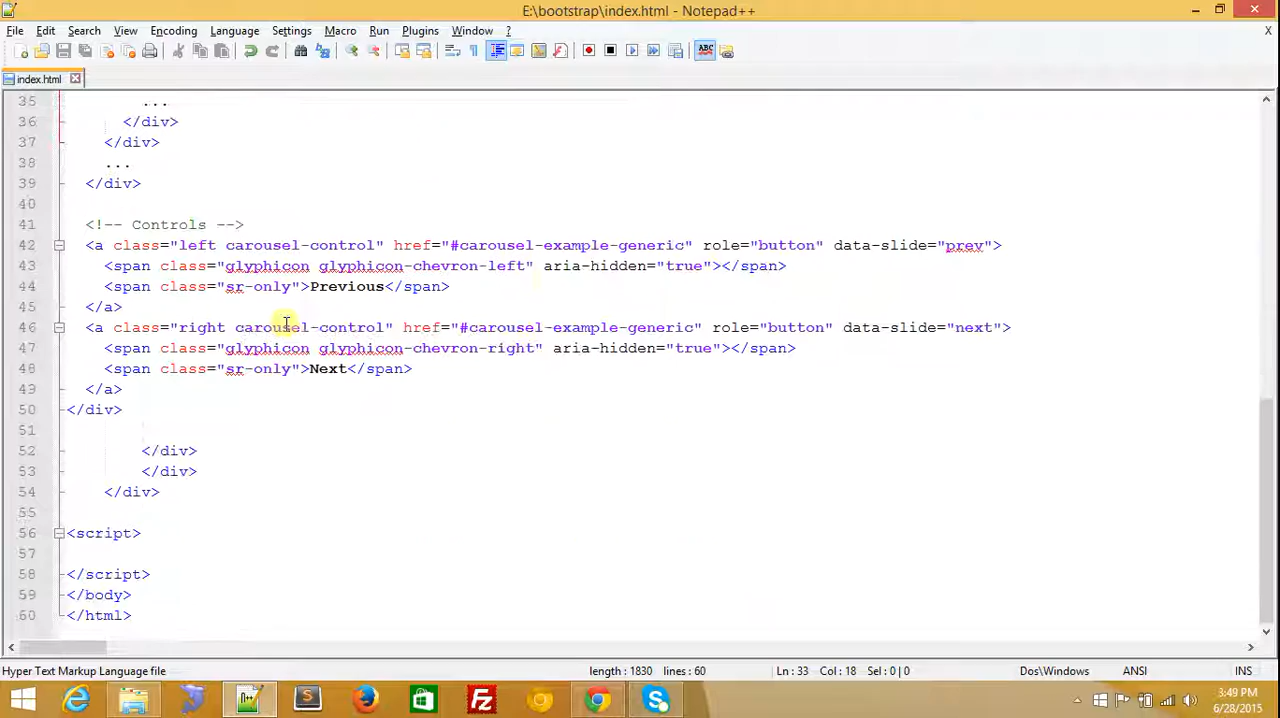 E:\bootstrap\index.html - Notepad++
File Edit Search View Encoding Language Settings Macro Run Plugins Window ? X
index.html
35 ...
36 </div>
37 </div>
38 ...
39 </div>
40
41 <!-- Controls -->
42 <a class="left carousel-control" href="#carousel-example-generic" role="button" data-slide="prev">
43 <span class="glyphicon glyphicon-chevron-left" aria-hidden="true"></span>
44 <span class="sr-only">Previous</span>
45 </a>
46 <a class="right carousel-control" href="#carousel-example-generic" role="button" data-slide="next">
47 <span class="glyphicon glyphicon-chevron-right" aria-hidden="true"></span>
48 <span class="sr-only">Next</span>
49 </a>
50 </div>
51
52 </div>
53 </div>
54 </div>
55
56 <script>
57
58 </script>
59 </body>
60 </html>
Hyper Text Markup Language file length : 1830 lines : 60 Ln : 33 Col : 18 Sel : 0 | 0 Dos\Windows ANSI INS
3:49 PM
6/28/2015